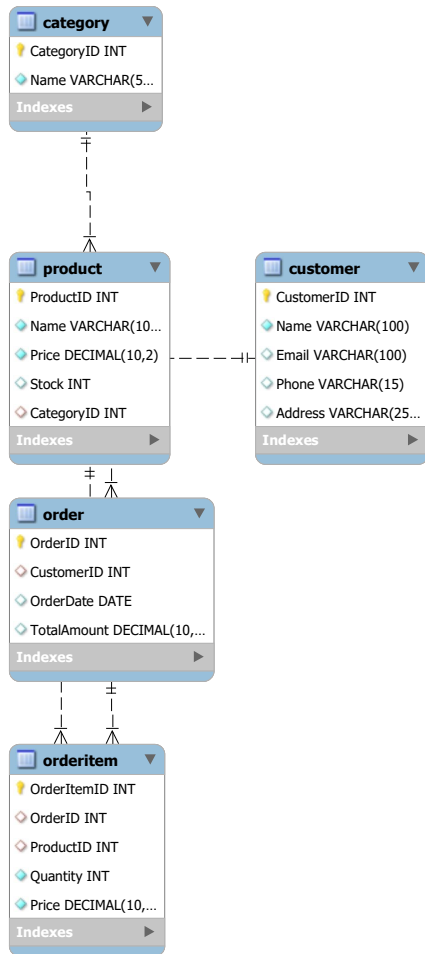 category
CategoryID INT
Name VARCHAR(5...
Indexes
product
ProductID INT
Name VARCHAR(10...
Price DECIMAL(10,2)
Stock INT
CategoryID INT
Indexes
customer
CustomerID INT
Name VARCHAR(100)
Email VARCHAR(100)
Phone VARCHAR(15)
Address VARCHAR(25...
Indexes
order
OrderID INT
CustomerID INT
OrderDate DATE
TotalAmount DECIMAL(10,...
Indexes
orderitem
OrderItemID INT
OrderID INT
ProductID INT
Quantity INT
Price DECIMAL(10,...
Indexes